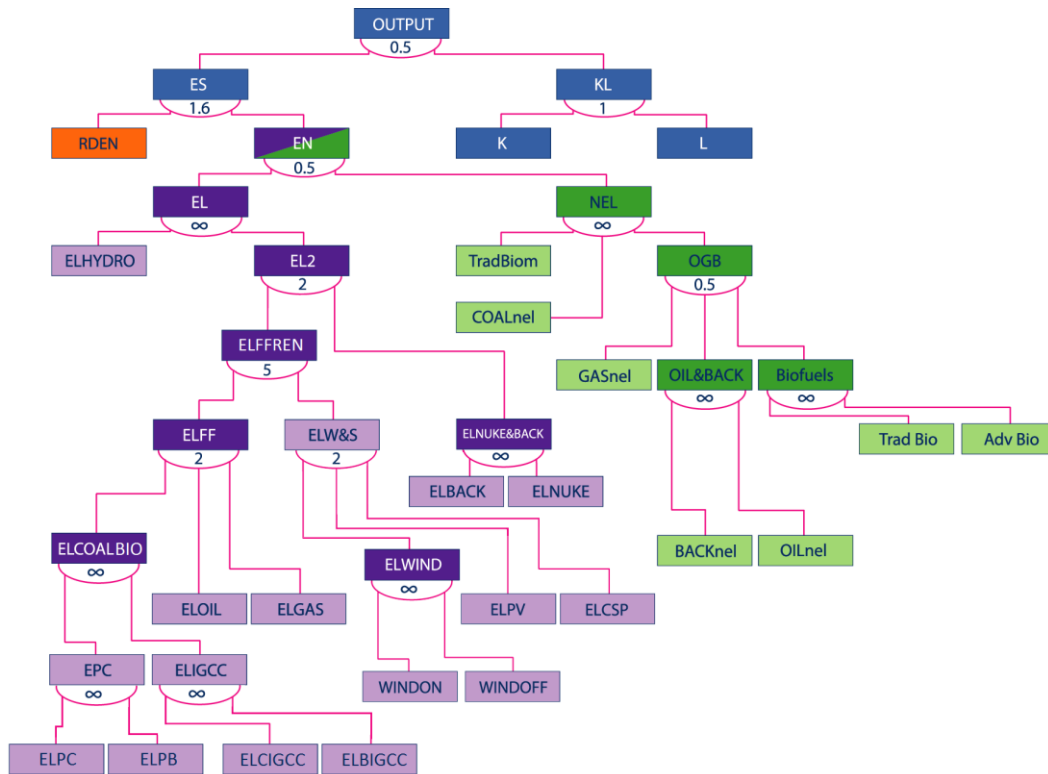 OUTPUT
0.5
ES
KL
1.6
1
RDEN
EN
K
L
0.5
EL
NEL
∞
∞
ELHYDRO
EL2
TradBiom
OGB
2
0.5
COALnel
ELFFREN
5
GASnel
OIL&BACK
Biofuels
∞
∞
ELFF
ELW&S
ELNUKE&BACK
Trad Bio
Adv Bio
2
2
∞
ELBACK
ELNUKE
ELCOALBIO
BACKnel
OILnel
∞
ELWIND
∞
ELOIL
ELGAS
ELPV
ELCSP
EPC
ELIGCC
∞
∞
WINDON
WINDOFF
ELPC
ELPB
ELCIGCC
ELBIGCC